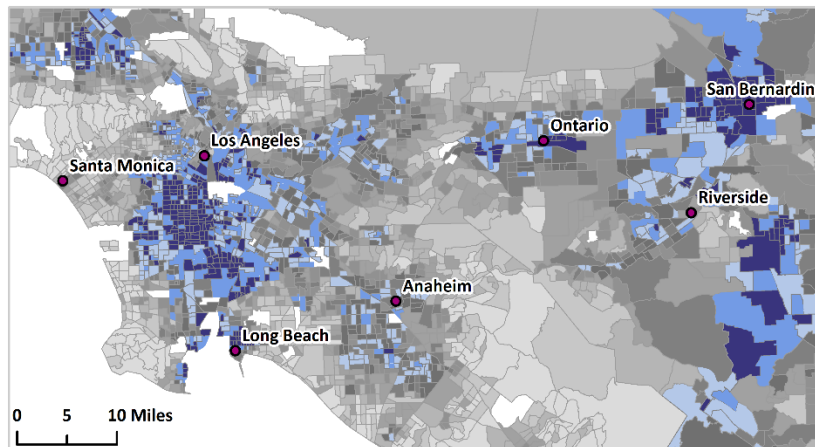 San Bernardin
Ontario
Los Angeles
Santa Monica
Riverside
Anaheim
Long Beach
0 5 10 Miles